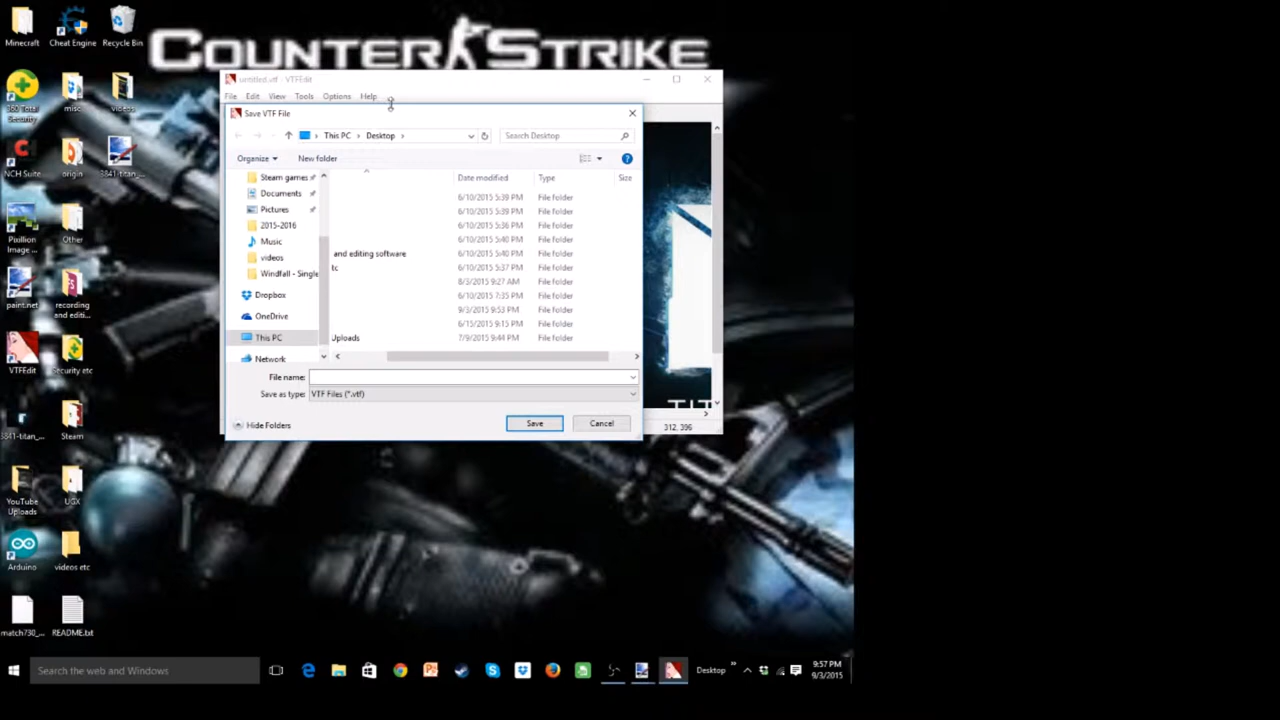 COUNTER STRIKE
Minecraft
Cheat Engine
Recycle Bin
360 Total Security
misc
videos
NCH Suite
origin
3841-titan_...
Pixillion Image ...
Other
paint.net
recording and editi...
VTFEdit
Security etc
3841-titan_...
Steam
YouTube Uploads
UGX
Arduino
videos etc
match730_...
README.txt
untitled.vtf - VTFEdit
File Edit View Tools Options Help
Save VTF File
This PC > Desktop >
Search Desktop
Organize
New folder
Date modified Type Size
Steam games
Documents
Pictures
2015-2016
Music
videos
Windfall - Single
Dropbox
OneDrive
This PC
Network
6/10/2015 5:39 PM File folder
6/10/2015 5:39 PM File folder
6/10/2015 5:36 PM File folder
6/10/2015 5:40 PM File folder
and editing software 6/10/2015 5:40 PM File folder
tc 6/10/2015 5:37 PM File folder
8/3/2015 9:27 AM File folder
6/10/2015 7:35 PM File folder
9/3/2015 9:53 PM File folder
6/15/2015 9:15 PM File folder
Uploads 7/9/2015 9:44 PM File folder
File name:
Save as type: VTF Files (*.vtf)
Hide Folders
Save
Cancel
312, 396
Search the web and Windows
Desktop
9:57 PM
9/3/2015